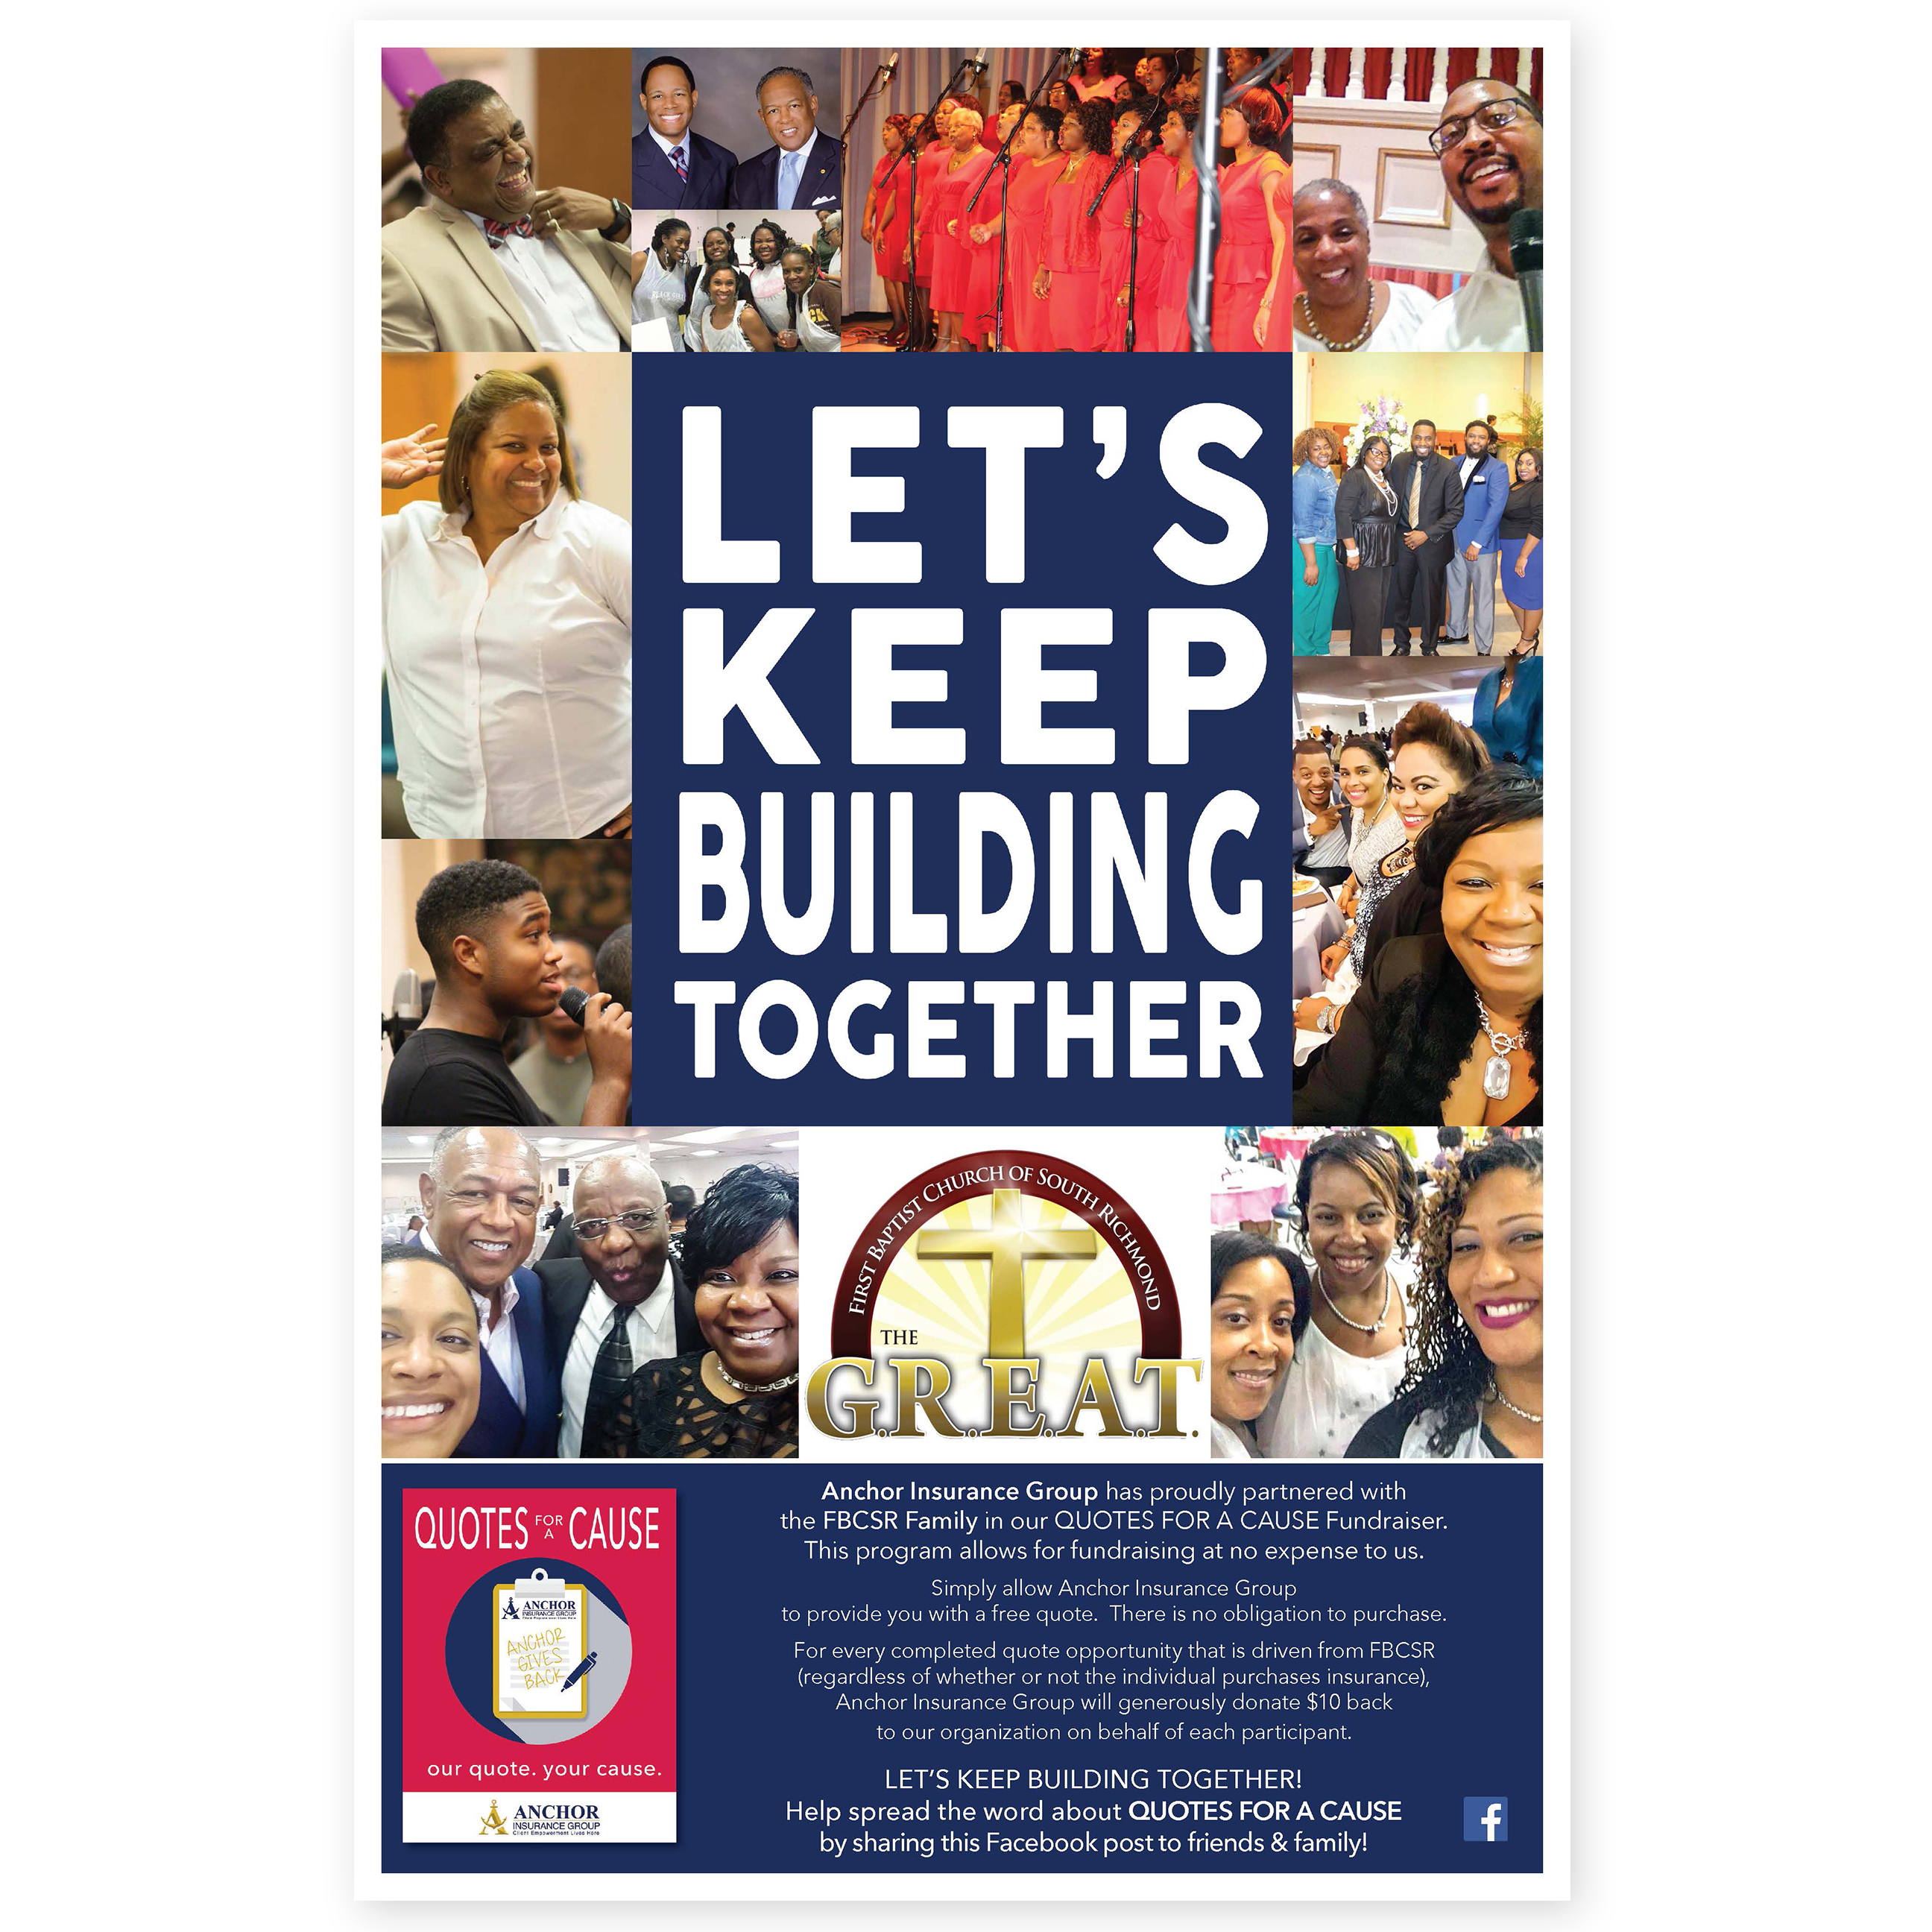 LET'S
KEEP
BUILDING
TOGETHER
FIRST BAPTIST CHURCH OF SOUTH RICHMOND
THE
G.R.E.A.T.
QUOTES FOR A CAUSE
ANCHOR
INSURANCE GROUP
ANCHOR
GIVES
BACK
our quote. your cause.
ANCHOR
INSURANCE GROUP
Client Empowerment Lives Here
Anchor Insurance Group has proudly partnered with
the FBCSR Family in our QUOTES FOR A CAUSE Fundraiser.
This program allows for fundraising at no expense to us.
Simply allow Anchor Insurance Group
to provide you with a free quote. There is no obligation to purchase.
For every completed quote opportunity that is driven from FBCSR
(regardless of whether or not the individual purchases insurance),
Anchor Insurance Group will generously donate $10 back
to our organization on behalf of each participant.
LET'S KEEP BUILDING TOGETHER!
Help spread the word about QUOTES FOR A CAUSE
by sharing this Facebook post to friends & family!
f